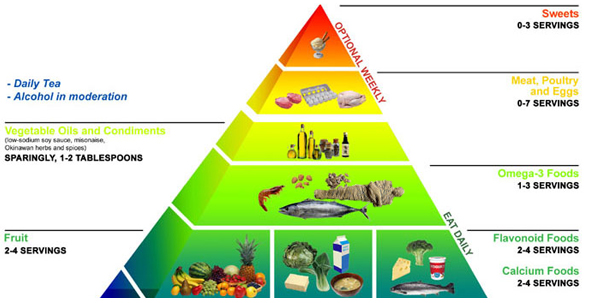 Sweets
0-3 SERVINGS
OPTIONAL WEEKLY
Meat, Poultry
and Eggs
0-7 SERVINGS
- Daily Tea
- Alcohol in moderation
Vegetable Oils and Condiments
(low-sodium soy sauce, misonaise,
Okinawan herbs and spices)
SPARINGLY, 1-2 TABLESPOONS
Omega-3 Foods
1-3 SERVINGS
EAT DAILY
Fruit
2-4 SERVINGS
Flavonoid Foods
2-4 SERVINGS
Calcium Foods
2-4 SERVINGS